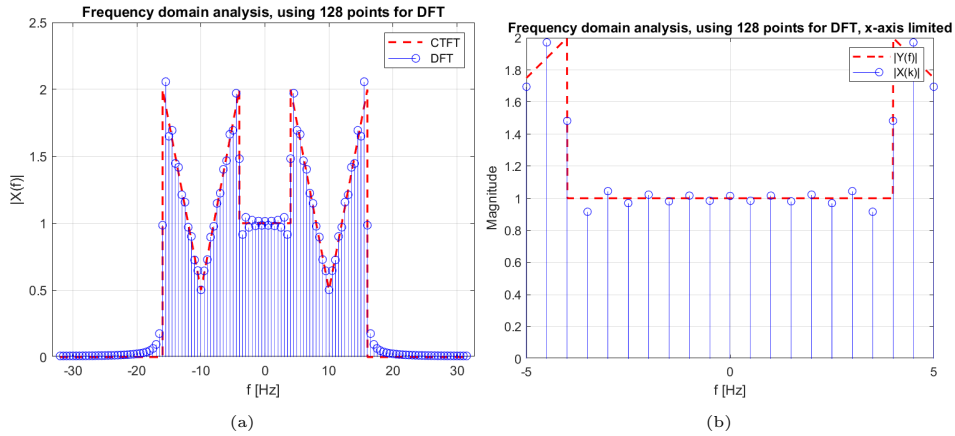 Frequency domain analysis, using 128 points for DFT
CTFT
DFT
2.5
2
1.5
1
0.5
0
|X(f)|
-30
-20
-10
0
10
20
30
f [Hz]
(a)
Frequency domain analysis, using 128 points for DFT, x-axis limited
|Y(f)|
|X(k)|
2
1.8
1.6
1.4
1.2
1
0.8
0.6
0.4
0.2
0
Magnitude
-5
0
5
f [Hz]
(b)